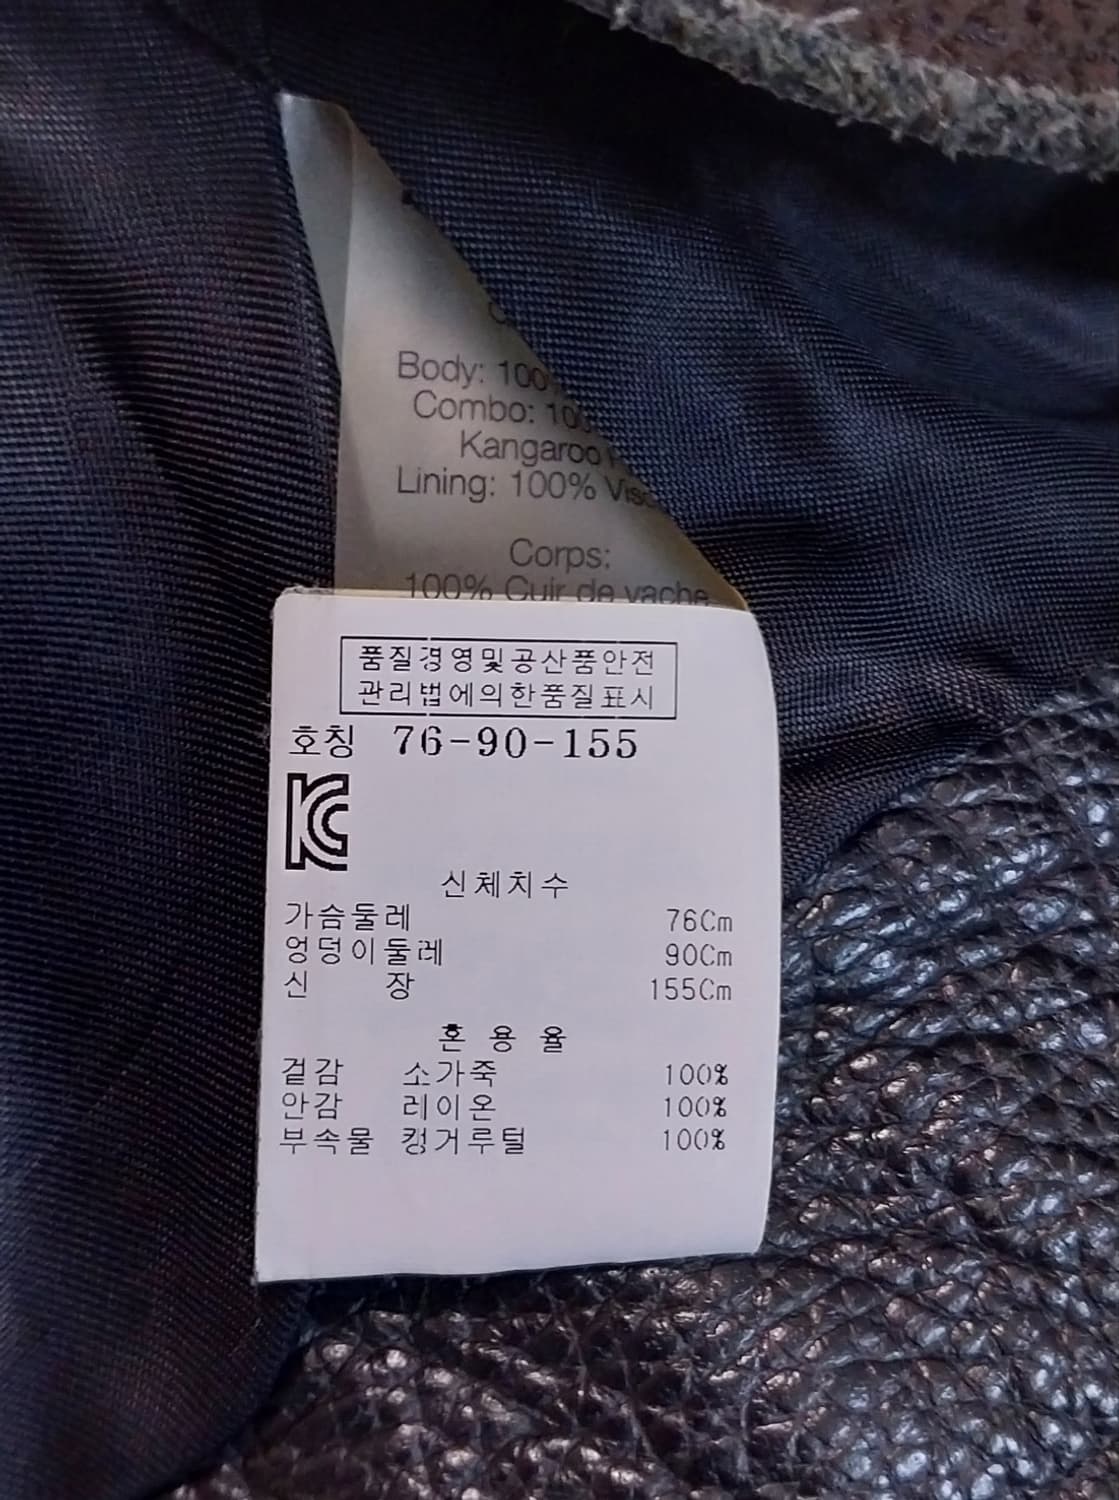 Body: 100
Combo: 10
Kangaroo
Lining: 100% Visc
Corps:
100% Cuir de vache
품질경영및공산품안전
관리법에의한품질표시
호칭 76-90-155
신체치수
가슴둘레 76Cm
엉덩이둘레 90Cm
신 장 155Cm
혼 용 율
겉감 소가죽 100%
안감 레이온 100%
부속물 캥거루털 100%